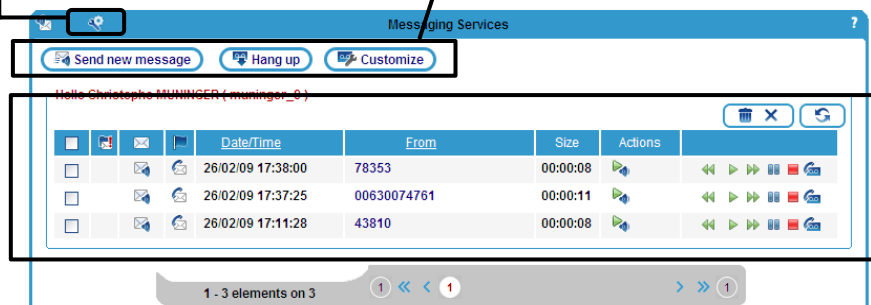 Messaging Services ?
Send new message Hang up Customize
Hello Christophe MUNINGER ( muninger_0 )
Date/Time From Size Actions
26/02/09 17:38:00 78353 00:00:08
26/02/09 17:37:25 00630074761 00:00:11
26/02/09 17:11:28 43810 00:00:08
1 - 3 elements on 3 1 « < 1 > » 1